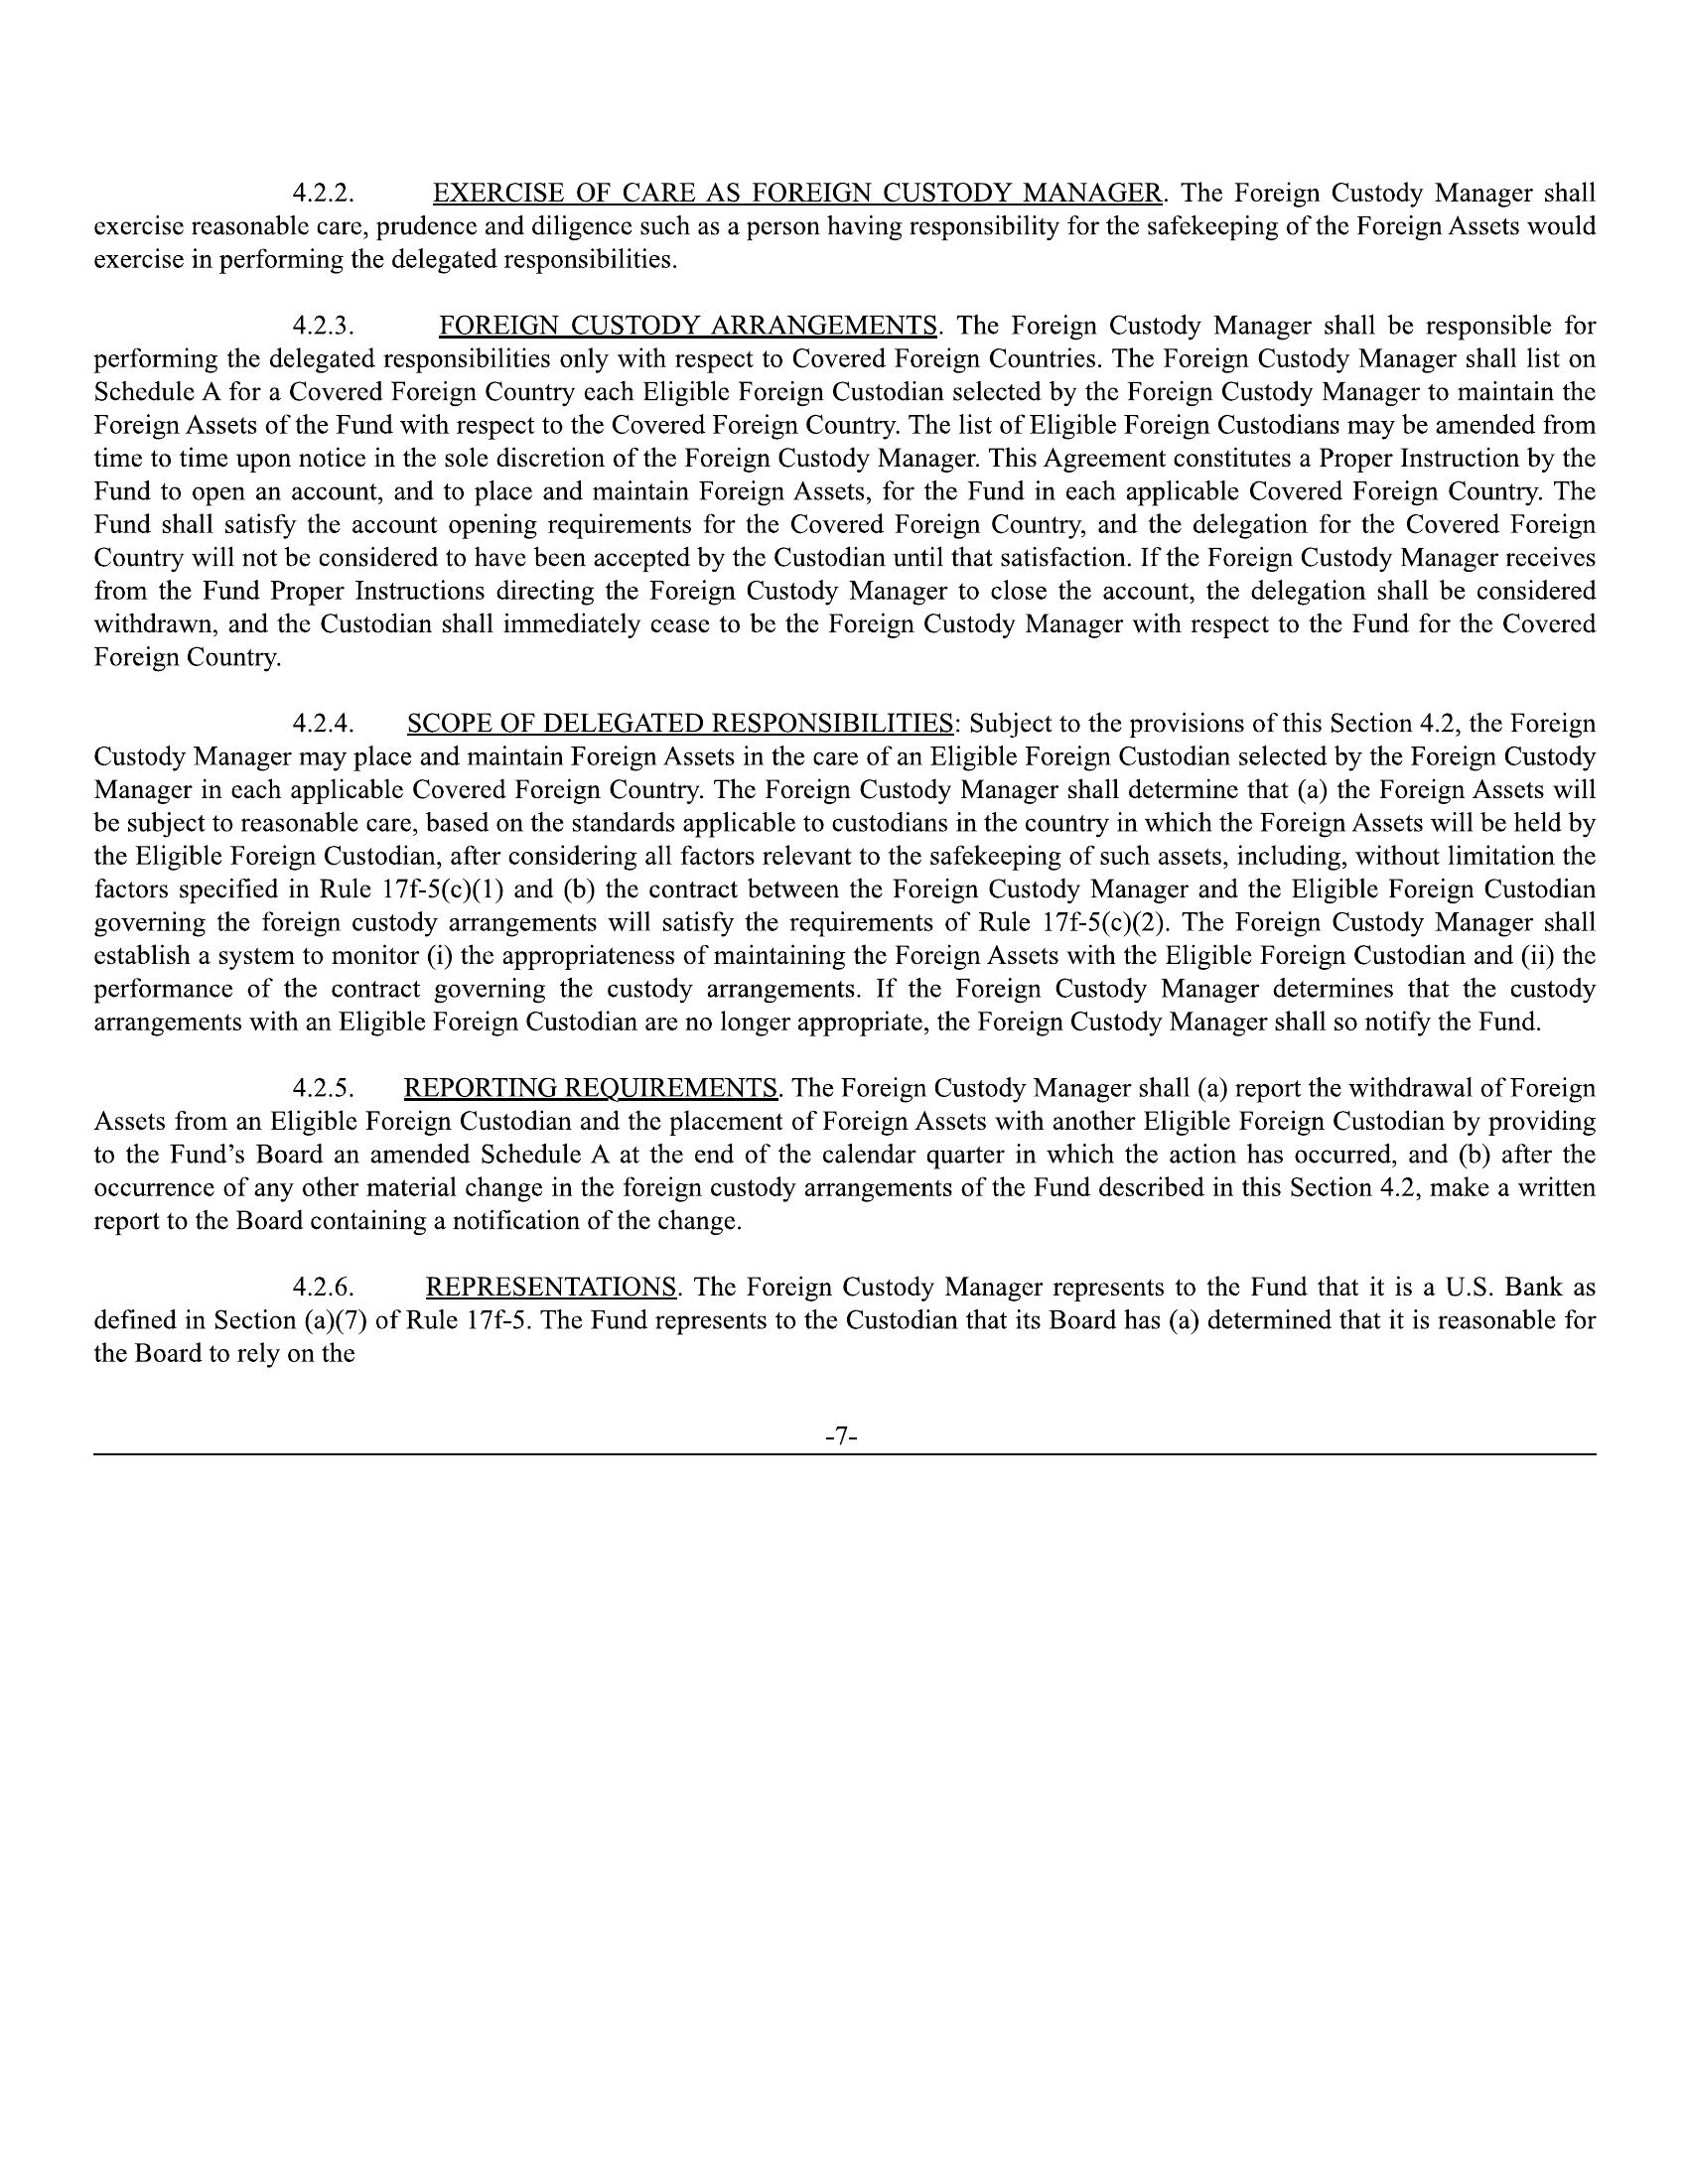 4.2.2. EXERCISE OF CARE AS FOREIGN CUSTODY MANAGER. The Foreign Custody Manager shall
exercise reasonable care, prudence and diligence such as a person having responsibility for the safekeeping of the Foreign Assets would
exercise in performing the delegated responsibilities.
4.2.3. FOREIGN CUSTODY ARRANGEMENTS. The Foreign Custody Manager shall be responsible for
performing the delegated responsibilities only with respect to Covered Foreign Countries. The Foreign Custody Manager shall list on
Schedule A for a Covered Foreign Country each Eligible Foreign Custodian selected by the Foreign Custody Manager to maintain the
Foreign Assets of the Fund with respect to the Covered Foreign Country. The list of Eligible Foreign Custodians may be amended from
time to time upon notice in the sole discretion of the Foreign Custody Manager. This Agreement constitutes a Proper Instruction by the
Fund to open an account, and to place and maintain Foreign Assets, for the Fund in each applicable Covered Foreign Country. The
Fund shall satisfy the account opening requirements for the Covered Foreign Country, and the delegation for the Covered Foreign
Country will not be considered to have been accepted by the Custodian until that satisfaction. If the Foreign Custody Manager receives
from the Fund Proper Instructions directing the Foreign Custody Manager to close the account, the delegation shall be considered
withdrawn, and the Custodian shall immediately cease to be the Foreign Custody Manager with respect to the Fund for the Covered
Foreign Country.
4.2.4. SCOPE OF DELEGATED RESPONSIBILITIES: Subject to the provisions of this Section 4.2, the Foreign
Custody Manager may place and maintain Foreign Assets in the care of an Eligible Foreign Custodian selected by the Foreign Custody
Manager in each applicable Covered Foreign Country. The Foreign Custody Manager shall determine that (a) the Foreign Assets will
be subject to reasonable care, based on the standards applicable to custodians in the country in which the Foreign Assets will be held by
the Eligible Foreign Custodian, after considering all factors relevant to the safekeeping of such assets, including, without limitation the
factors specified in Rule 17f-5(c)(1) and (b) the contract between the Foreign Custody Manager and the Eligible Foreign Custodian
governing the foreign custody arrangements will satisfy the requirements of Rule 17f-5(c)(2). The Foreign Custody Manager shall
establish a system to monitor (i) the appropriateness of maintaining the Foreign Assets with the Eligible Foreign Custodian and (ii) the
performance of the contract governing the custody arrangements. If the Foreign Custody Manager determines that the custody
arrangements with an Eligible Foreign Custodian are no longer appropriate, the Foreign Custody Manager shall so notify the Fund.
4.2.5. REPORTING REQUIREMENTS. The Foreign Custody Manager shall (a) report the withdrawal of Foreign
Assets from an Eligible Foreign Custodian and the placement of Foreign Assets with another Eligible Foreign Custodian by providing
to the Fund’s Board an amended Schedule A at the end of the calendar quarter in which the action has occurred, and (b) after the
occurrence of any other material change in the foreign custody arrangements of the Fund described in this Section 4.2, make a written
report to the Board containing a notification of the change.
4.2.6. REPRESENTATIONS. The Foreign Custody Manager represents to the Fund that it is a U.S. Bank as
defined in Section (a)(7) of Rule 17f-5. The Fund represents to the Custodian that its Board has (a) determined that it is reasonable for
the Board to rely on the
-7-